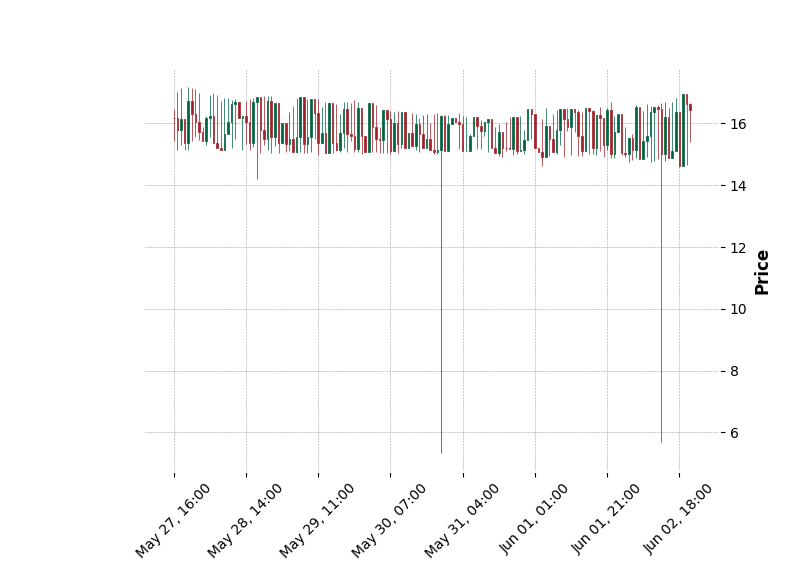 16
14
12
10
8
6
Price
May 27, 16:00
May 28, 14:00
May 29, 11:00
May 30, 07:00
May 31, 04:00
Jun 01, 01:00
Jun 01, 21:00
Jun 02, 18:00